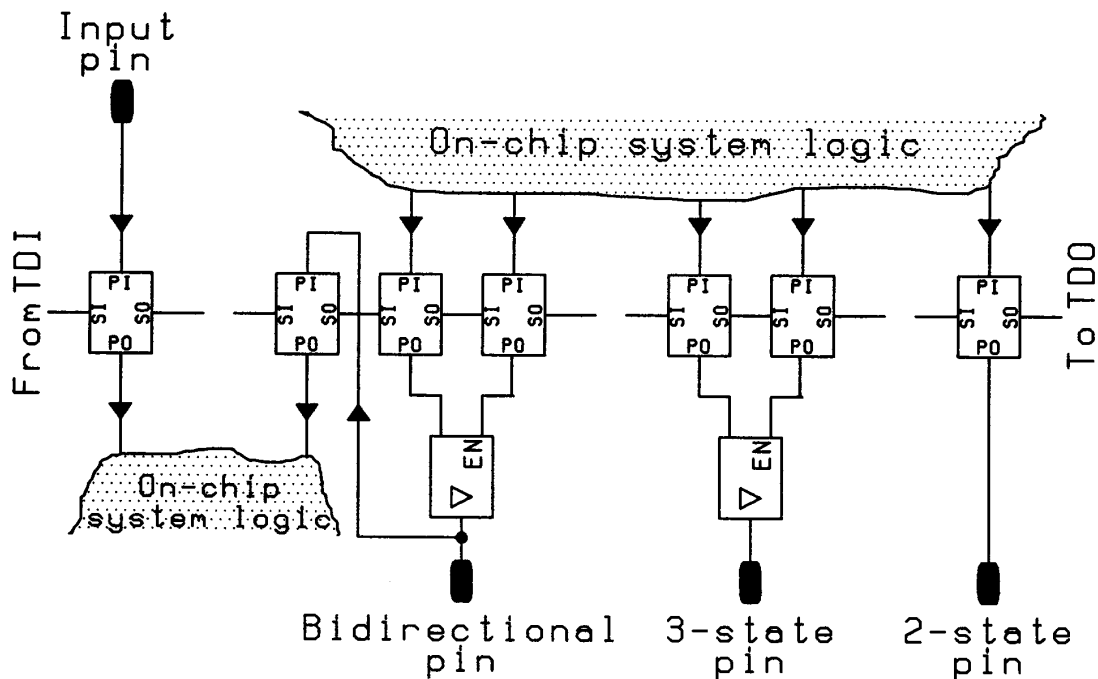 Input
pin
On-chip system logic
From TDI
PI
SI
SO
PO
PI
SI
SO
PO
PI
SI
SO
PO
PI
SI
SO
PO
PI
SI
SO
PO
PI
SI
SO
PO
PI
SI
SO
PO
To TDO
EN
EN
On-chip
system logic
Bidirectional
pin
3-state
pin
2-state
pin